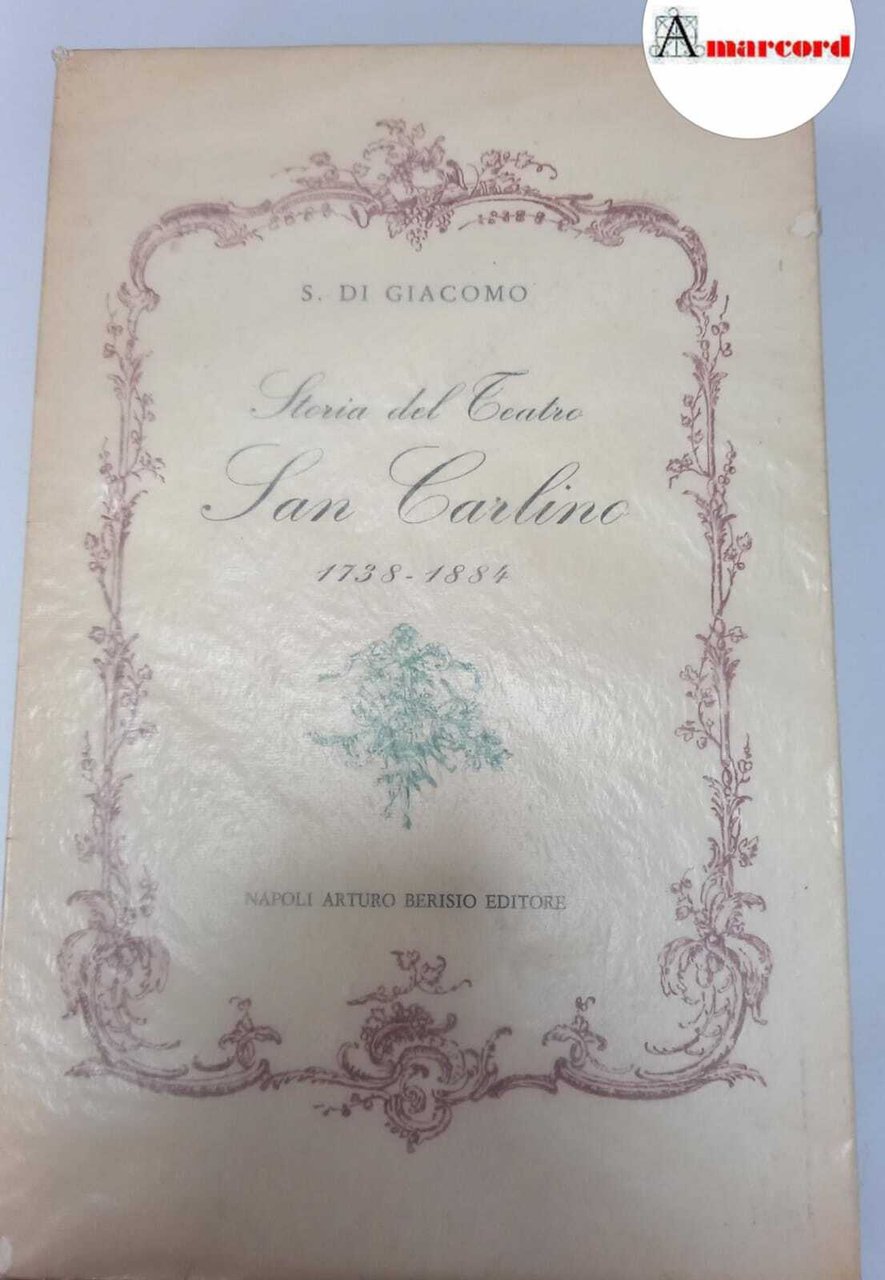 Amarcord
S. DI GIACOMO
Storia del Teatro
San Carlino
1738-1884
NAPOLI ARTURO BERISIO EDITORE